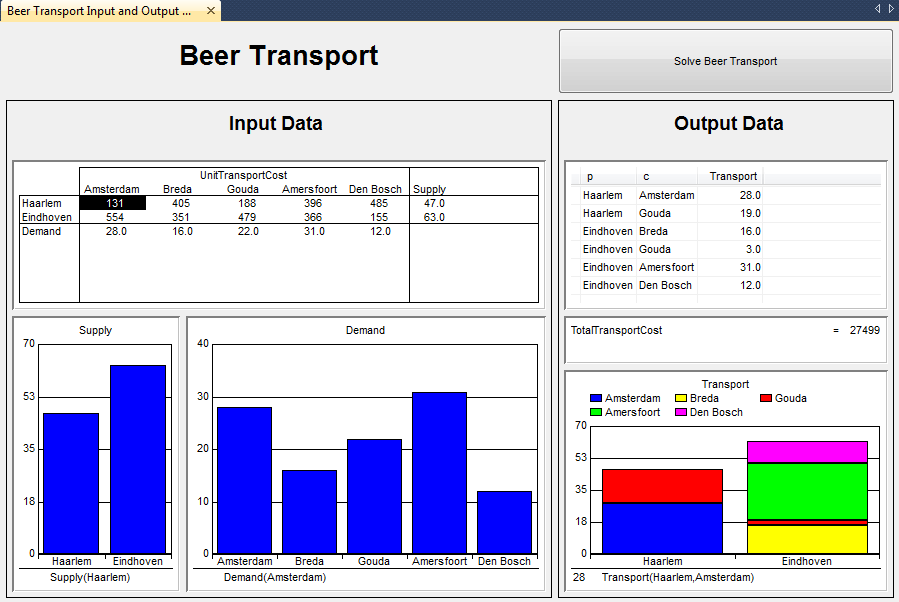 Beer Transport Input and Output ...
Beer Transport
Solve Beer Transport
Input Data
UnitTransportCost
Amsterdam Breda Gouda Amersfoort Den Bosch Supply
Haarlem 131 405 188 396 485 47.0
Eindhoven 554 351 479 366 155 63.0
Demand 28.0 16.0 22.0 31.0 12.0
Supply
70
53
35
18
0
Haarlem Eindhoven
Supply(Haarlem)
Demand
40
30
20
10
0
Amsterdam Breda Gouda Amersfoort Den Bosch
Demand(Amsterdam)
Output Data
p c Transport
Haarlem Amsterdam 28.0
Haarlem Gouda 19.0
Eindhoven Breda 16.0
Eindhoven Gouda 3.0
Eindhoven Amersfoort 31.0
Eindhoven Den Bosch 12.0
TotalTransportCost = 27499
Transport
Amsterdam Breda Gouda
Amersfoort Den Bosch
70
53
35
18
0
Haarlem Eindhoven
28 Transport(Haarlem,Amsterdam)